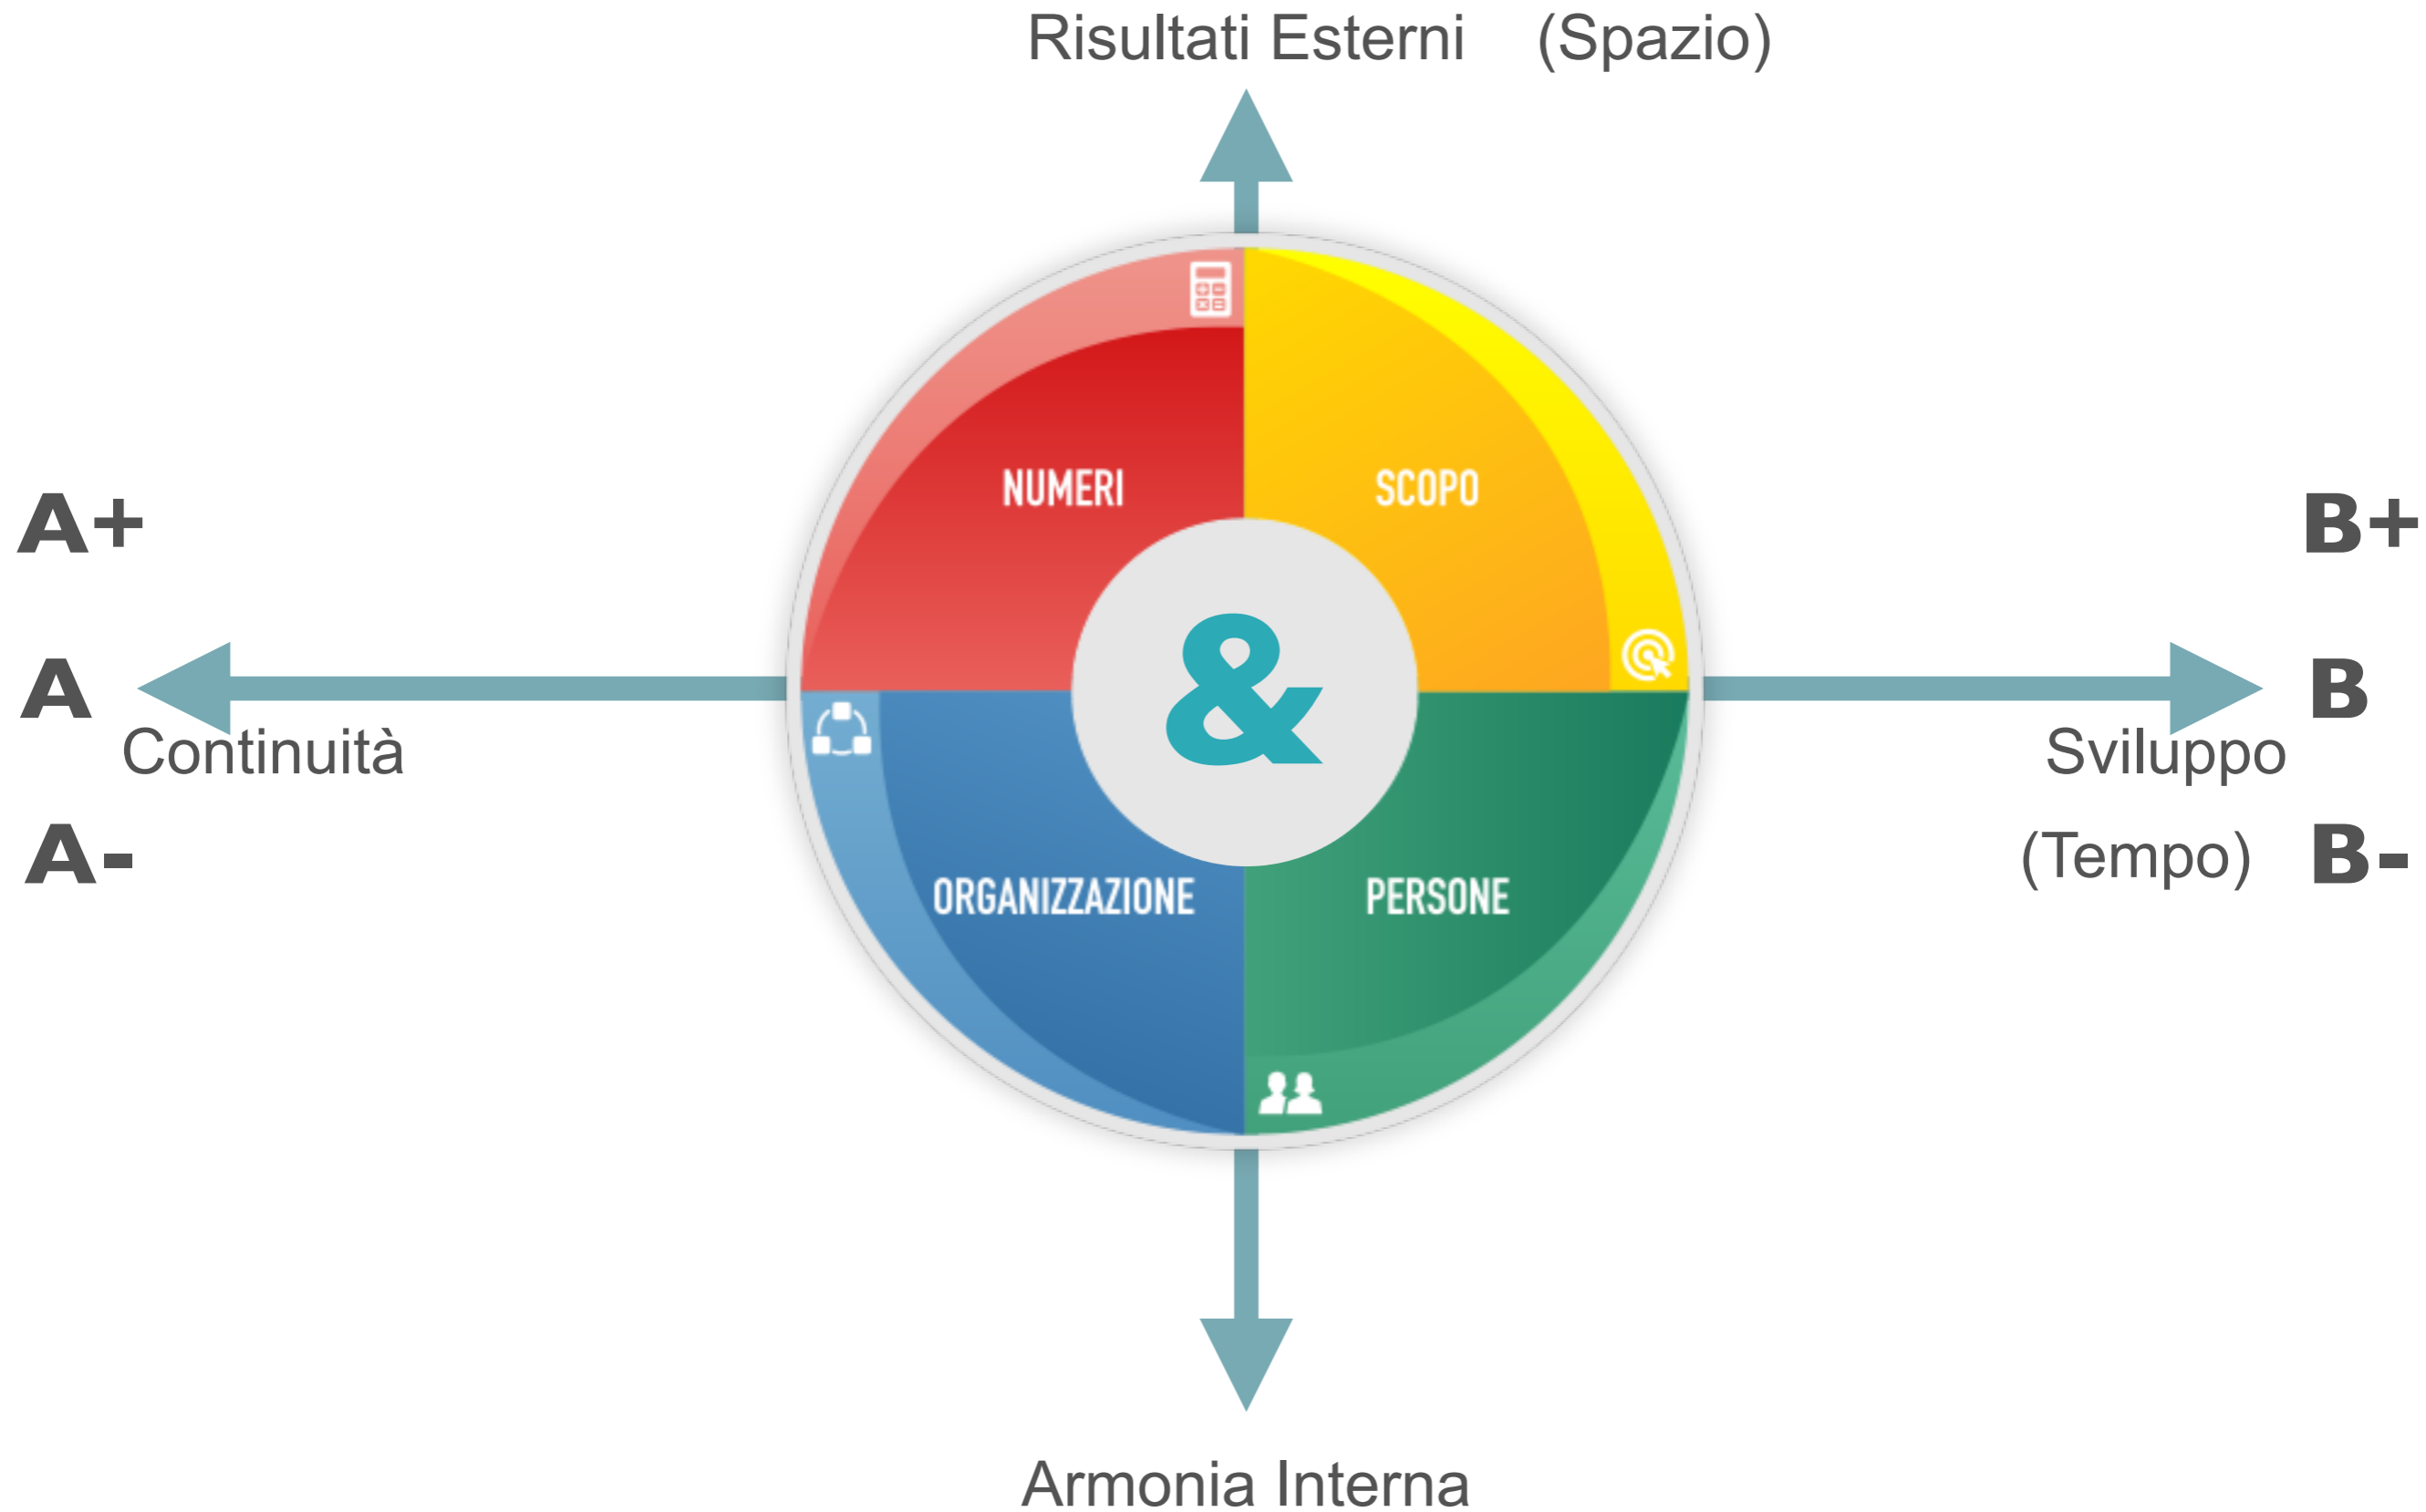 Risultati Esterni (Spazio)
NUMERI
SCOPO
A+
B+
&
A
B
Continuità
Sviluppo
A-
(Tempo)
B-
ORGANIZZAZIONE
PERSONE
Armonia Interna